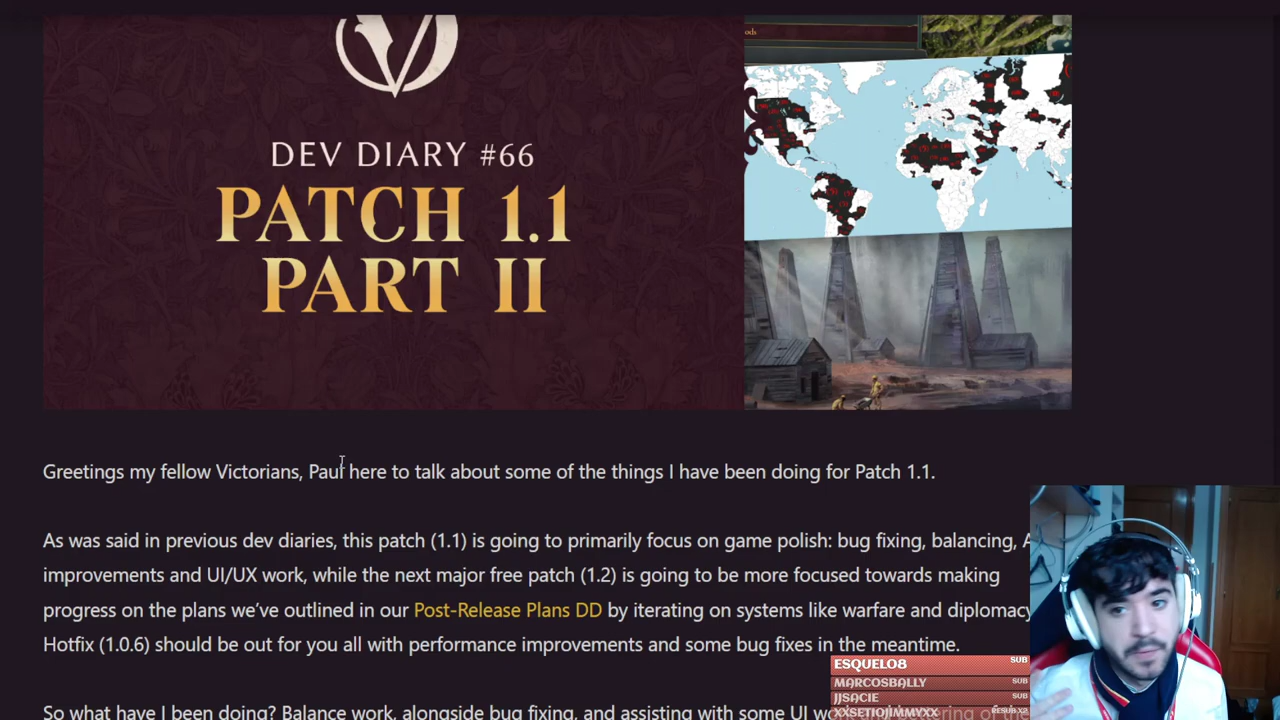 ods
DEV DIARY #66
PATCH 1.1
PART II
Greetings my fellow Victorians, Paul here to talk about some of the things I have been doing for Patch 1.1.
As was said in previous dev diaries, this patch (1.1) is going to primarily focus on game polish: bug fixing, balancing, A
improvements and UI/UX work, while the next major free patch (1.2) is going to be more focused towards making
progress on the plans we've outlined in our Post-Release Plans DD by iterating on systems like warfare and diplomacy
Hotfix (1.0.6) should be out for you all with performance improvements and some bug fixes in the meantime.
ESQUELO8 SUB
MARCOSBALLY SUB
JJSACIE SUB
XXSETIOJIMMYXX RESUB X2
So what have I been doing? Balance work, alongside bug fixing, and assisting with some UI